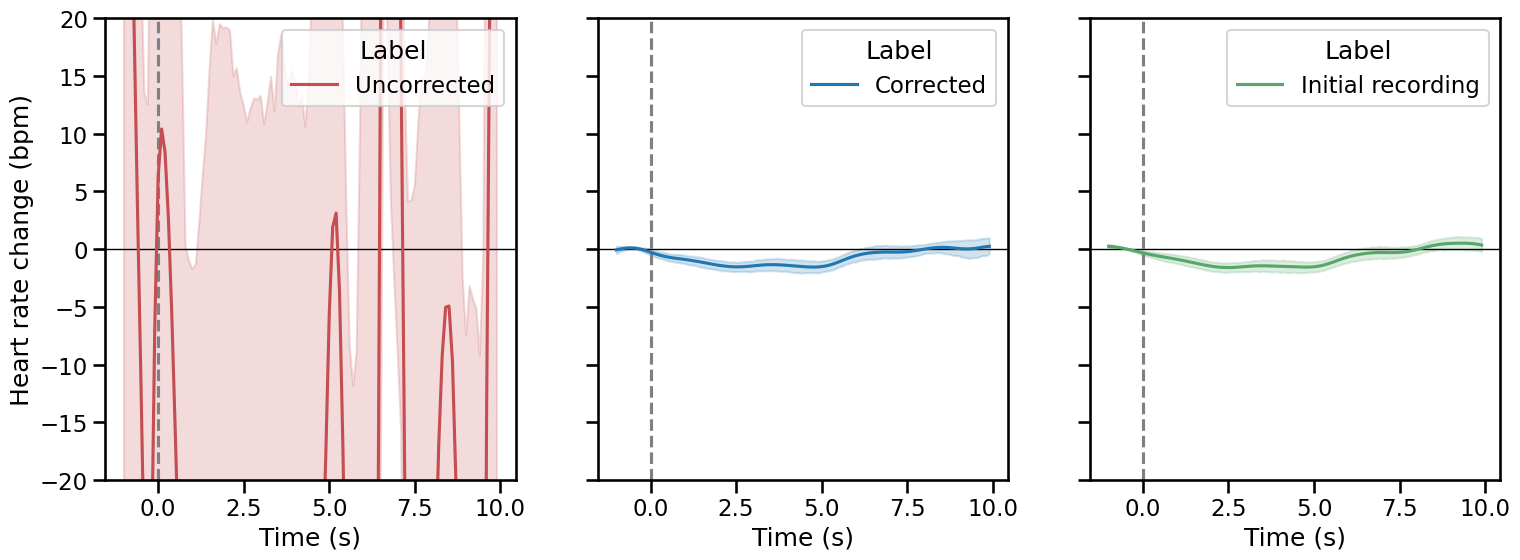 Heart rate change (bpm)
20
15
10
5
0
−5
−10
−15
−20
Label
Uncorrected
0.0 2.5 5.0 7.5 10.0
Time (s)
Label
Corrected
0.0 2.5 5.0 7.5 10.0
Time (s)
Label
Initial recording
0.0 2.5 5.0 7.5 10.0
Time (s)